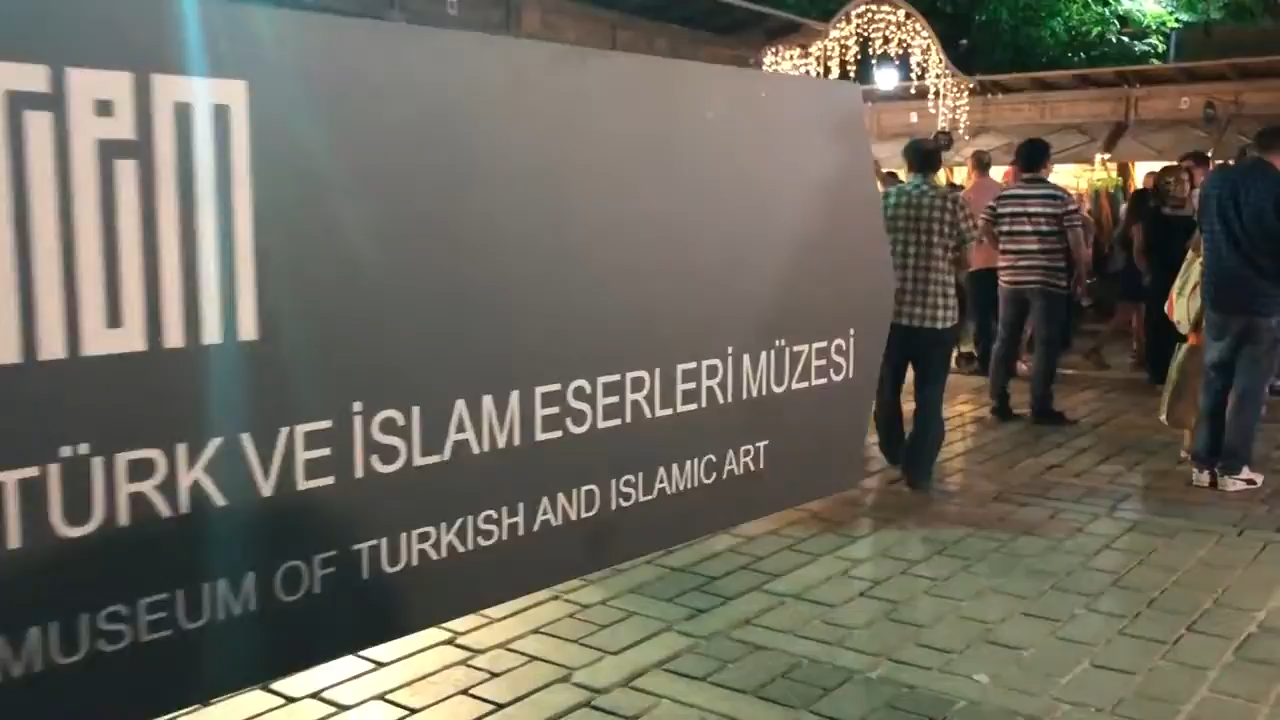 TÜRK VE İSLAM ESERLERİ MÜZESİ
MUSEUM OF TURKISH AND ISLAMIC ART